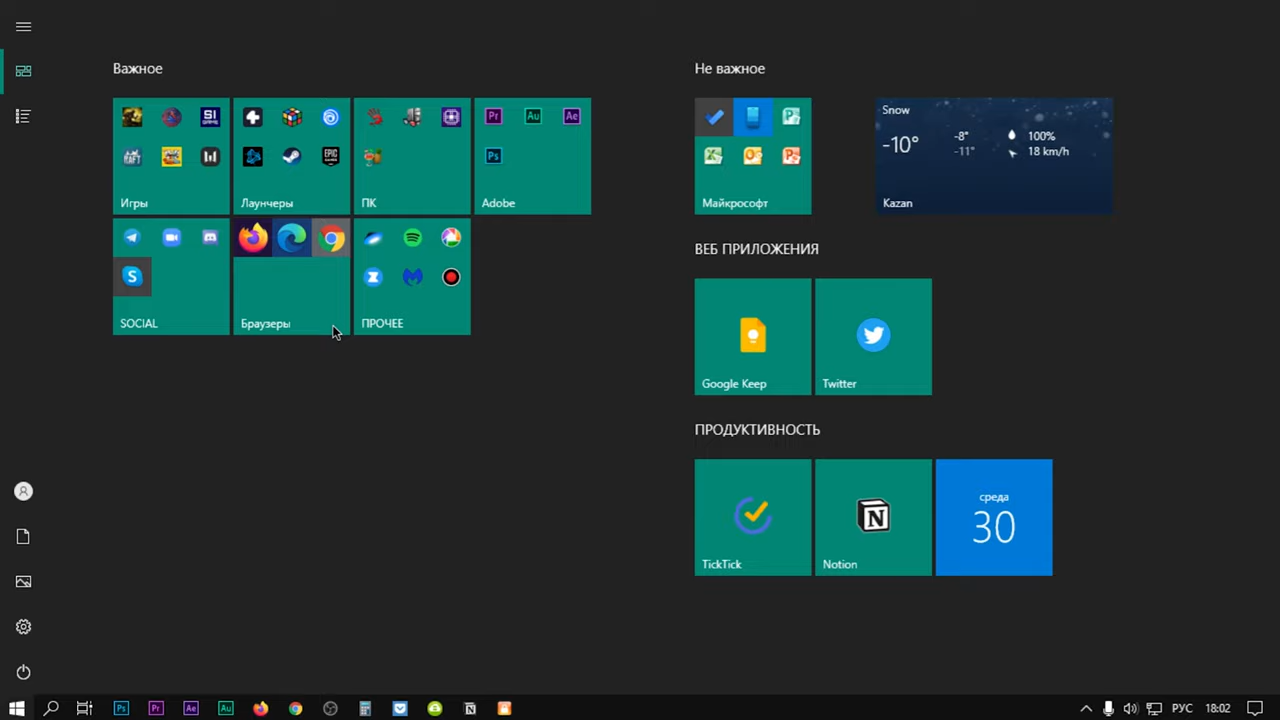 Важное
Игры
Лаунчеры
ПК
Adobe
SOCIAL
Браузеры
ПРОЧЕЕ
Не важное
Майкрософт
Snow
-10°
-8°
-11°
100%
18 km/h
Kazan
ВЕБ ПРИЛОЖЕНИЯ
Google Keep
Twitter
ПРОДУКТИВНОСТЬ
TickTick
Notion
среда
30
РУС
18:02